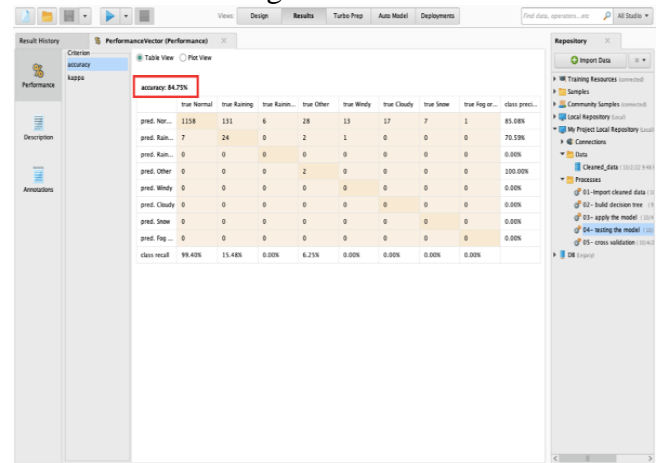 Views: Design Results Turbo Prep Auto Model Deployments Find data, operators...etc All Studio
Result History PerformanceVector (Performance) Repository
Criterion
accuracy
kappa
Table View Plot View
Import Data
Performance
Description
Annotations
accuracy: 84.75%
true Normal true Raining true Rainin... true Other true Windy true Cloudy true Snow true Fog or... class preci...
pred. Nor... 1158 131 6 28 13 17 7 1 85.08%
pred. Rain... 7 24 0 2 1 0 0 0 70.59%
pred. Rain... 0 0 0 0 0 0 0 0 0.00%
pred. Other 0 0 0 2 0 0 0 0 100.00%
pred. Windy 0 0 0 0 0 0 0 0 0.00%
pred. Cloudy 0 0 0 0 0 0 0 0 0.00%
pred. Snow 0 0 0 0 0 0 0 0 0.00%
pred. Fog ... 0 0 0 0 0 0 0 0 0.00%
class recall 99.40% 15.48% 0.00% 6.25% 0.00% 0.00% 0.00% 0.00%
Training Resources (connected)
Samples
Community Samples (connected)
Local Repository (Local)
My Project Local Repository (Local)
Connections
Data
Cleaned_data
Processes
01-import cleaned data
02- build decision tree
03- apply the model
04- testing the model
05- cross validation
DB (Legacy)